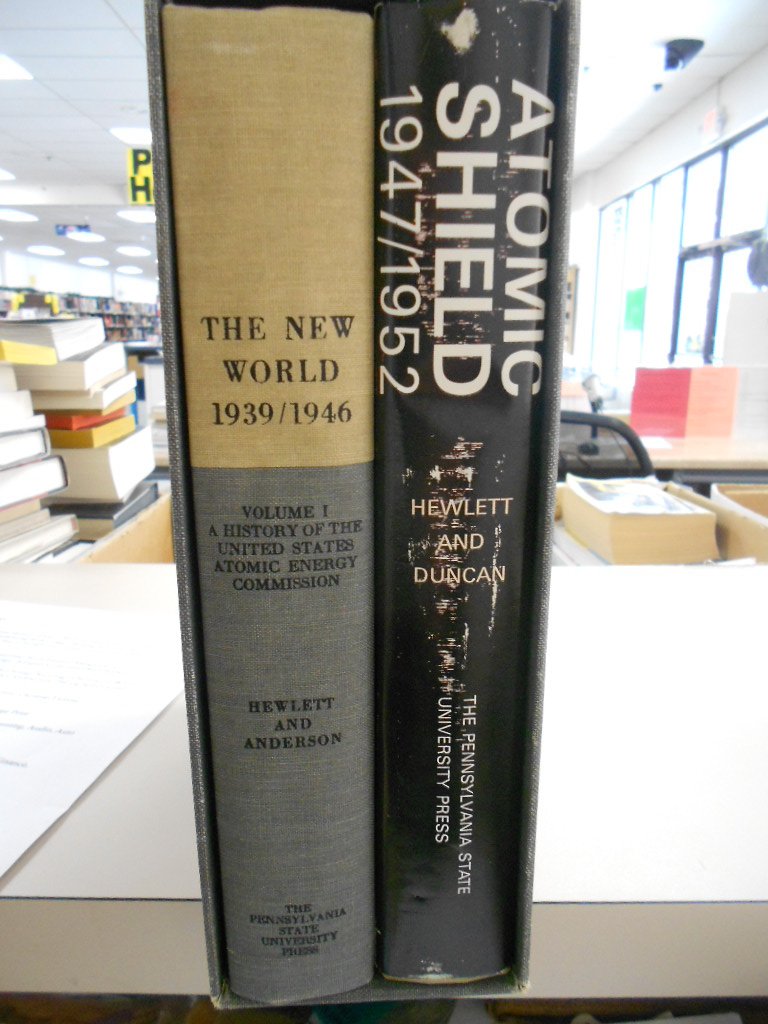 THE NEW
WORLD
1939/1946
VOLUME I
A HISTORY OF THE
UNITED STATES
ATOMIC ENERGY
COMMISSION
HEWLETT
AND
ANDERSON
THE
PENNSYLVANIA
STATE
UNIVERSITY
PRESS
ATOMIC
SHIELD
1947/1952
HEWLETT
AND
DUNCAN
THE PENNSYLVANIA STATE
UNIVERSITY PRESS
P
H